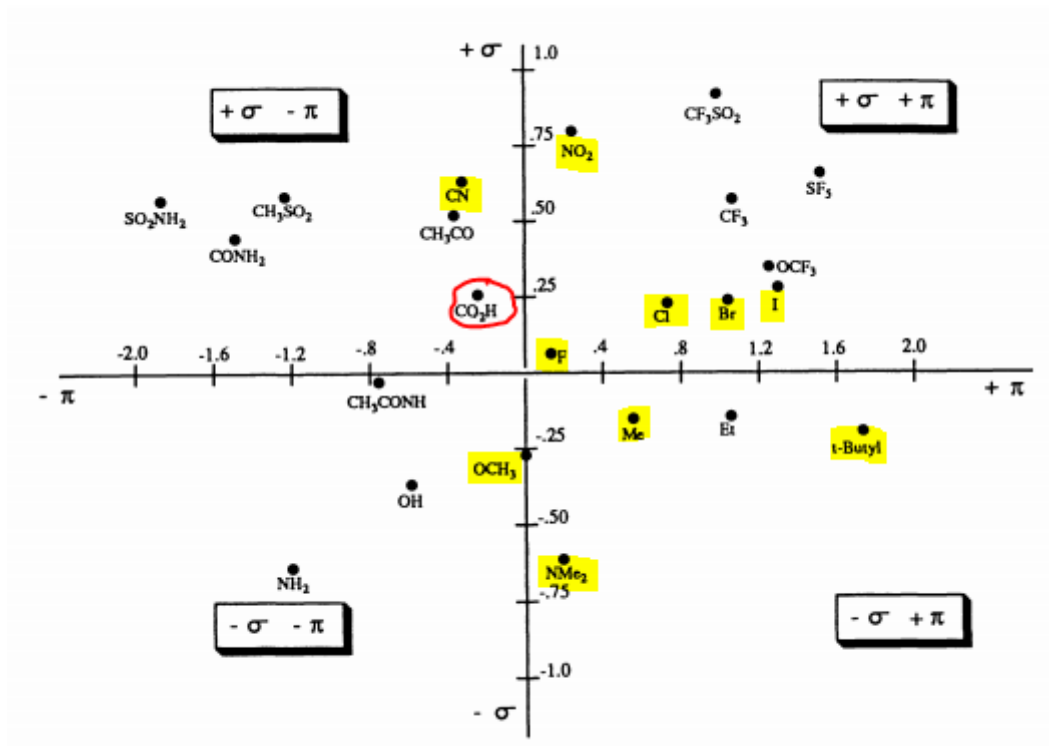 + σ
1.0
+ σ - π
+ σ + π
CF₃SO₂
.75
NO₂
SF₅
CN
SO₂NH₂
CH₃SO₂
CF₃
.50
CH₃CO
CONH₂
OCF₃
.25
CO₂H
Cl
Br
I
-2.0 -1.6 -1.2 -.8 -.4
F
.4 .8 1.2 1.6 2.0
- π
+ π
CH₃CONH
Me
Et
t-Butyl
-.25
OCH₃
OH
-.50
NMe₂
NH₂
-.75
- σ - π
- σ + π
-1.0
- σ